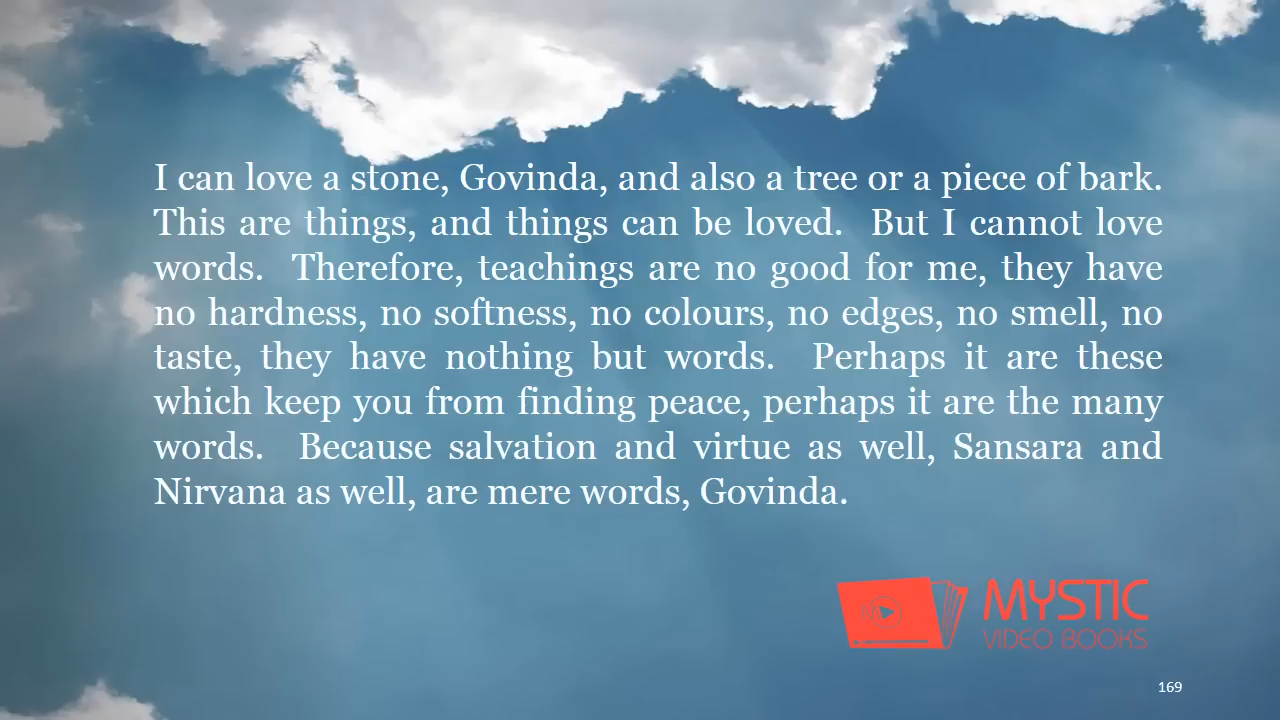 I can love a stone, Govinda, and also a tree or a piece of bark.
This are things, and things can be loved. But I cannot love
words. Therefore, teachings are no good for me, they have
no hardness, no softness, no colours, no edges, no smell, no
taste, they have nothing but words. Perhaps it are these
which keep you from finding peace, perhaps it are the many
words. Because salvation and virtue as well, Sansara and
Nirvana as well, are mere words, Govinda.
MYSTIC
VIDEO BOOKS
169